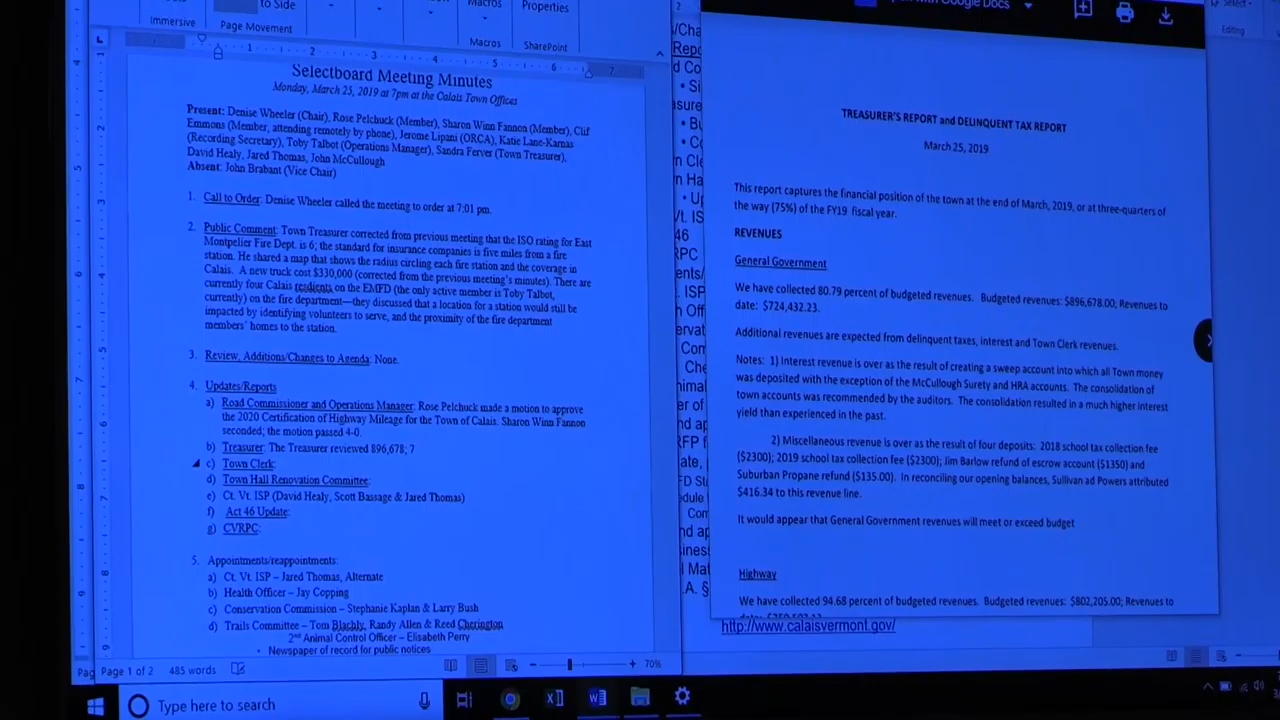 to Side
Immersive
Page Movement
Macros
Macros
Properties
SharePoint
Selectboard Meeting Minutes
Monday, March 25, 2019 at 7pm at the Calais Town Offices
Present: Denise Wheeler (Chair), Rose Pelchuck (Member), Sharon Winn Fannon (Member), Clif
Emmons (Member, attending remotely by phone), Jerome Lipani (ORCA), Katie Lane-Karnas
(Recording Secretary), Toby Talbot (Operations Manager), Sandra Ferver (Town Treasurer),
David Healy, Jared Thomas, John McCullough
Absent: John Brabant (Vice Chair)
1. Call to Order: Denise Wheeler called the meeting to order at 7:01 pm.
2. Public Comment: Town Treasurer corrected from previous meeting that the ISO rating for East
Montpelier Fire Dept. is 6; the standard for insurance companies is five miles from a fire
station. He shared a map that shows the radius circling each fire station and the coverage in
Calais. A new truck cost $330,000 (corrected from the previous meeting's minutes). There are
currently four Calais on the EMFD (the only active member is Toby Talbot,
currently) on the fire department—they discussed that a location for a station would still be
impacted by identifying volunteers to serve, and the proximity of the fire department
members' homes to the station.
3. Review, Additions/Changes to Agenda: None.
4. Updates/Reports
a) Road Commissioner and Operations Manager: Rose Pelchuck made a motion to approve
the 2020 Certification of Highway Mileage for the Town of Calais. Sharon Winn Fannon
seconded; the motion passed 4-0.
b) Treasurer: The Treasurer reviewed 896,678; 7
c) Town Clerk:
d) Town Hall Renovation Committee:
e) Ct. Vt. ISP (David Healy, Scott Bassage & Jared Thomas)
f) Act 46 Update:
g) CVRPC:
5. Appointments/reappointments:
a) Ct. Vt. ISP – Jared Thomas, Alternate
b) Health Officer – Jay Copping
c) Conservation Commission – Stephanie Kaplan & Larry Bush
d) Trails Committee – Tom Blachly, Randy Allen & Reed Cherington
2nd Animal Control Officer – Elisabeth Perry
• Newspaper of record for public notices
Page 1 of 2 485 words
70%
Type here to search
Google Docs
Select
Editing
TREASURER'S REPORT and DELINQUENT TAX REPORT
March 25, 2019
This report captures the financial position of the town at the end of March, 2019, or at three-quarters of
the way (75%) of the FY19 fiscal year.
REVENUES
General Government
We have collected 80.79 percent of budgeted revenues. Budgeted revenues: $896,678.00; Revenues to
date: $724,432.23.
Additional revenues are expected from delinquent taxes, interest and Town Clerk revenues.
Notes: 1) Interest revenue is over as the result of creating a sweep account into which all Town money
was deposited with the exception of the McCullough Surety and HRA accounts. The consolidation of
town accounts was recommended by the auditors. The consolidation resulted in a much higher interest
yield than experienced in the past.
2) Miscellaneous revenue is over as the result of four deposits: 2018 school tax collection fee
($2300); 2019 school tax collection fee ($2300); Jim Barlow refund of escrow account ($1350) and
Suburban Propane refund ($135.00). In reconciling our opening balances, Sullivan ad Powers attributed
$416.34 to this revenue line.
It would appear that General Government revenues will meet or exceed budget
Highway
We have collected 94.68 percent of budgeted revenues. Budgeted revenues: $802,205.00; Revenues to
http://www.calaisvermont.gov/